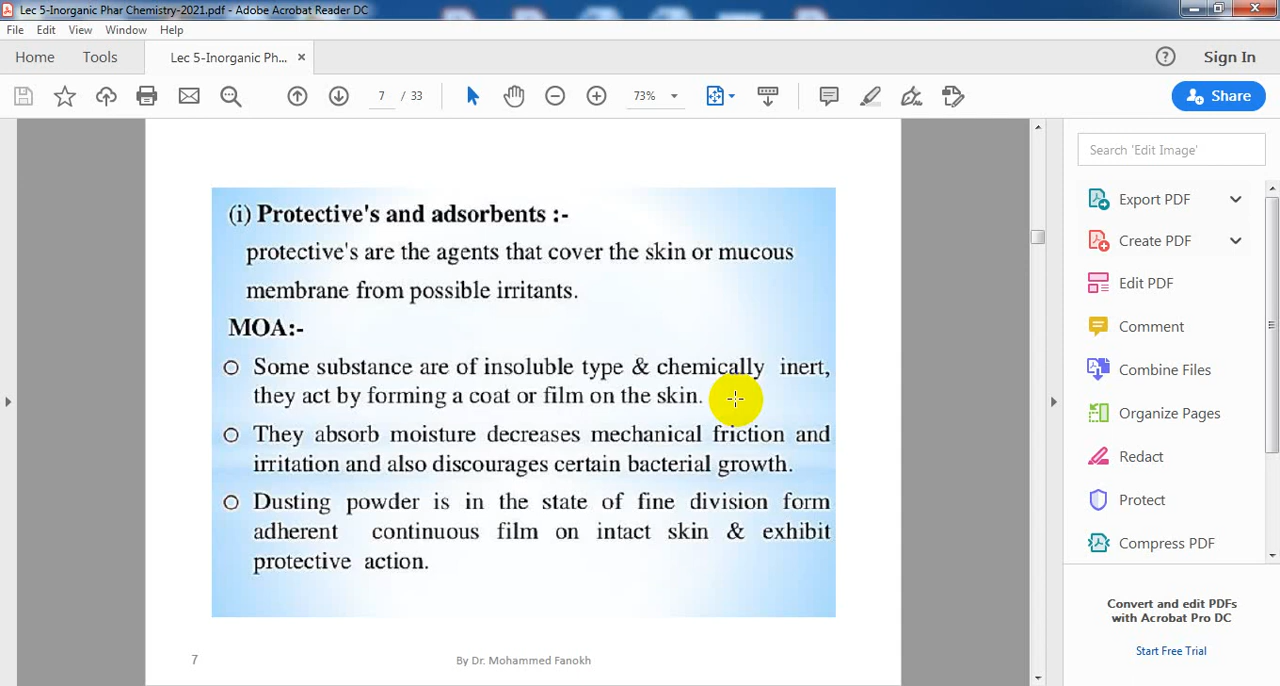 Lec 5-Inorganic Phar Chemistry-2021.pdf - Adobe Acrobat Reader DC
File Edit View Window Help
Home Tools Lec 5-Inorganic Ph... × Sign In
7 / 33 73% Share
Search 'Edit Image'
Export PDF
Create PDF
Edit PDF
Comment
Combine Files
Organize Pages
Redact
Protect
Compress PDF
Convert and edit PDFs
with Acrobat Pro DC
Start Free Trial
(i) Protective's and adsorbents :-
protective's are the agents that cover the skin or mucous
membrane from possible irritants.
MOA:-
Some substance are of insoluble type & chemically inert,
they act by forming a coat or film on the skin.
They absorb moisture decreases mechanical friction and
irritation and also discourages certain bacterial growth.
Dusting powder is in the state of fine division form
adherent continuous film on intact skin & exhibit
protective action.
7 By Dr. Mohammed Fanokh